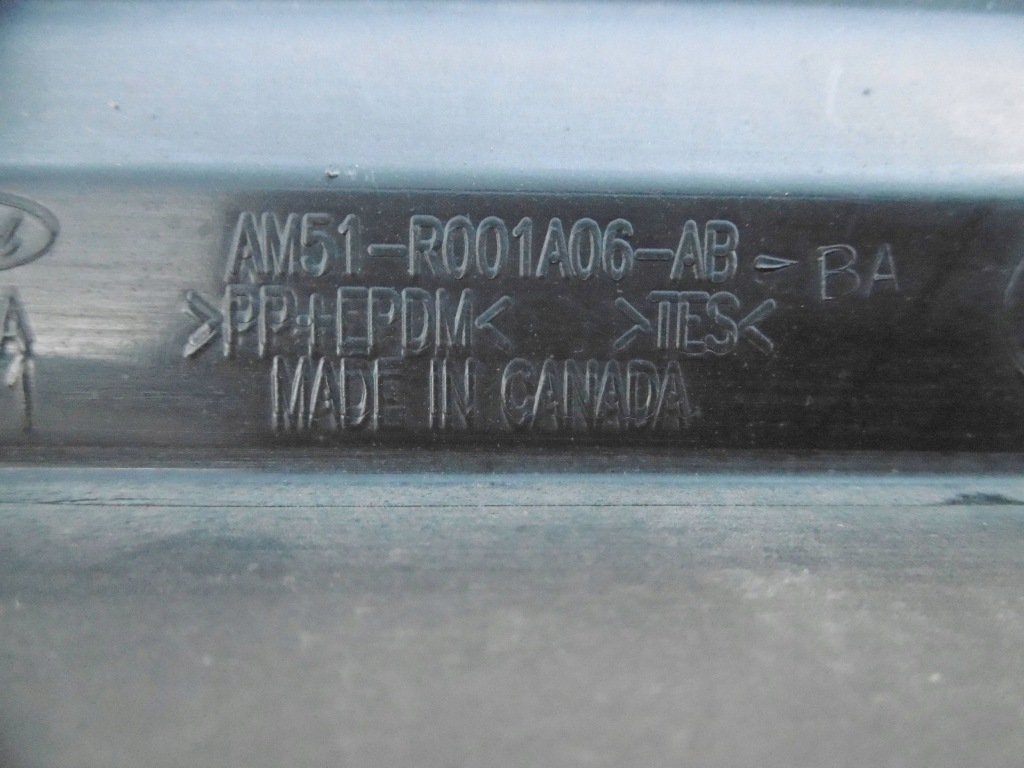 AM51-R001A06-AB - BA
>PP+EPDM< >TES<
MADE IN CANADA